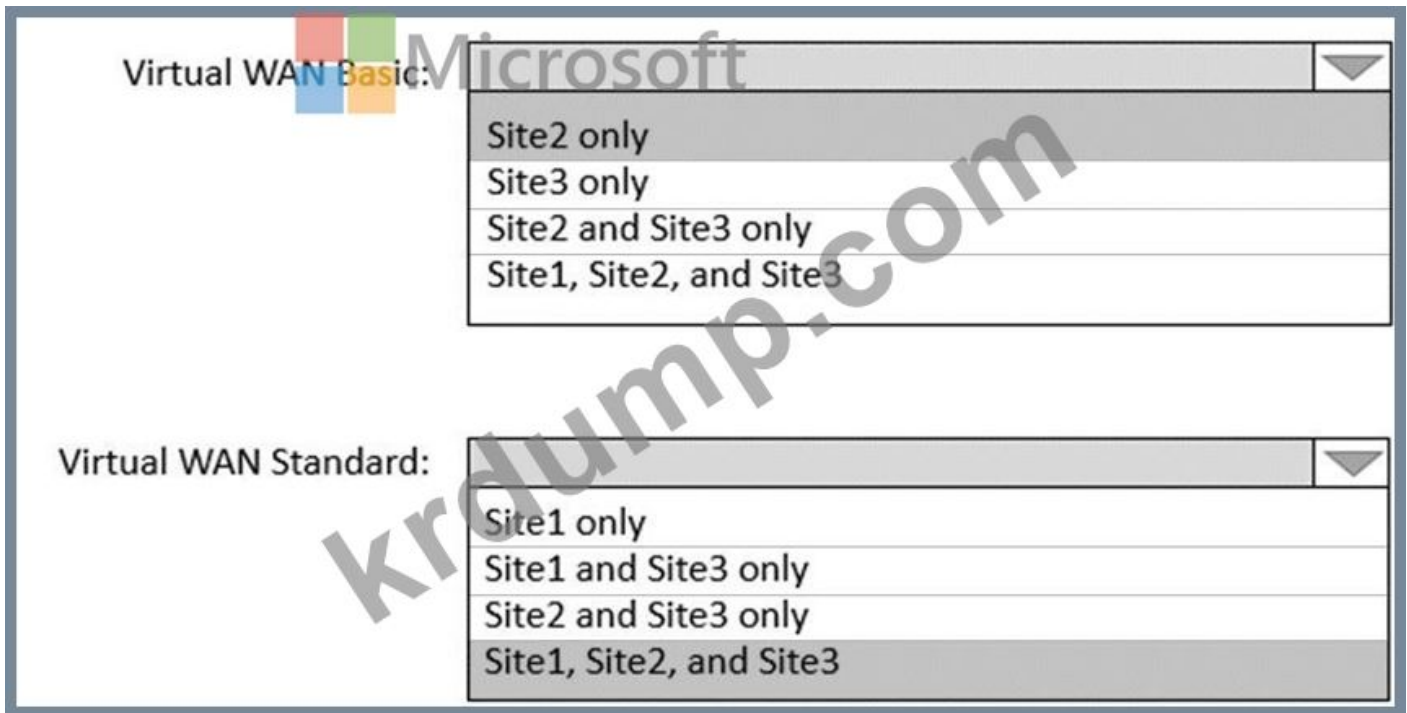 Microsoft
Virtual WAN Basic:
Site2 only
Site3 only
Site2 and Site3 only
Site1, Site2, and Site3
Virtual WAN Standard:
Site1 only
Site1 and Site3 only
Site2 and Site3 only
Site1, Site2, and Site3
krdump.com